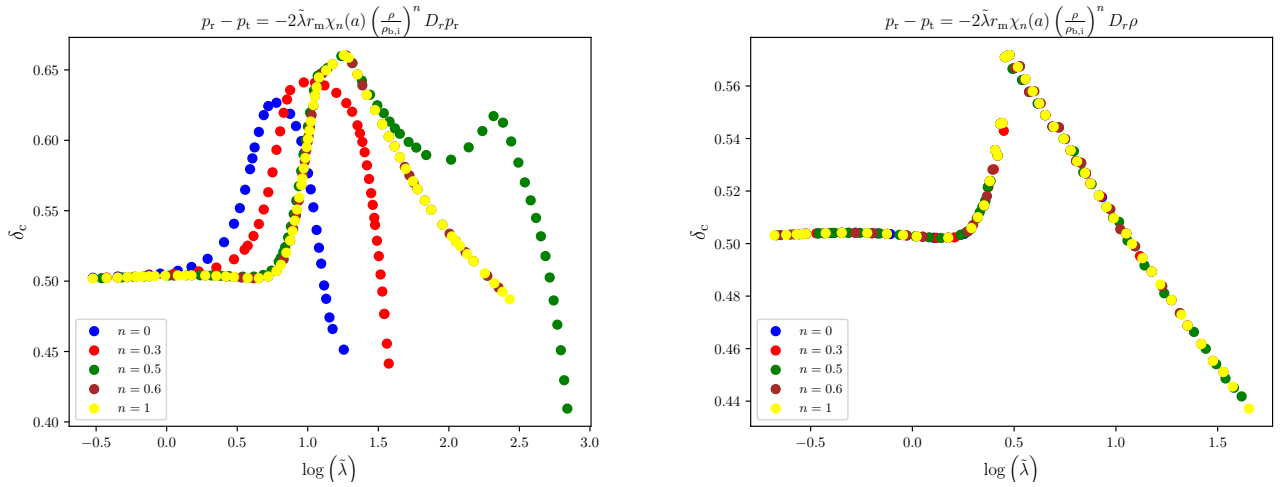 p_r − p_t = −2λ̃r_mχ_n(a) (ρ/ρ_b,i)^n D_r p_r
0.65
0.60
0.55
0.50
0.45
0.40
δ_c
n = 0
n = 0.3
n = 0.5
n = 0.6
n = 1
−0.5 0.0 0.5 1.0 1.5 2.0 2.5 3.0
log (λ̃)
p_r − p_t = −2λ̃r_mχ_n(a) (ρ/ρ_b,i)^n D_r ρ
0.56
0.54
0.52
0.50
0.48
0.46
0.44
δ_c
n = 0
n = 0.3
n = 0.5
n = 0.6
n = 1
−0.5 0.0 0.5 1.0 1.5
log (λ̃)